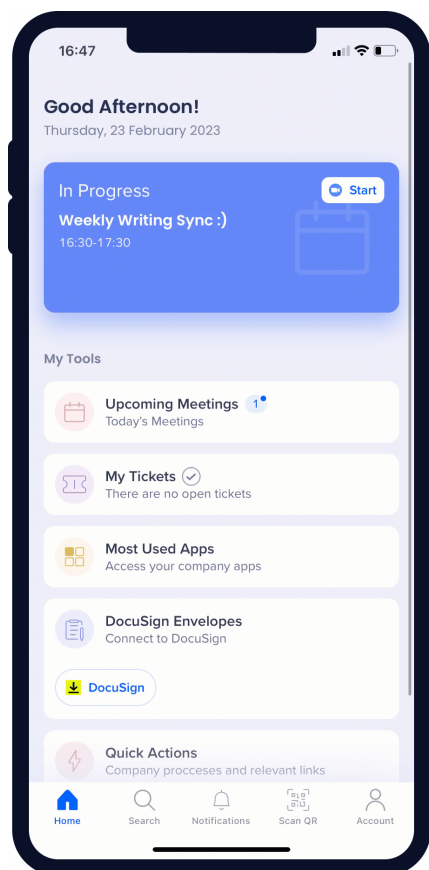 16:47
Good Afternoon!
Thursday, 23 February 2023
In Progress
Start
Weekly Writing Sync :)
16:30-17:30
My Tools
Upcoming Meetings 1
Today's Meetings
My Tickets
There are no open tickets
Most Used Apps
Access your company apps
DocuSign Envelopes
Connect to DocuSign
DocuSign
Quick Actions
Company procceses and relevant links
Home Search Notifications Scan QR Account